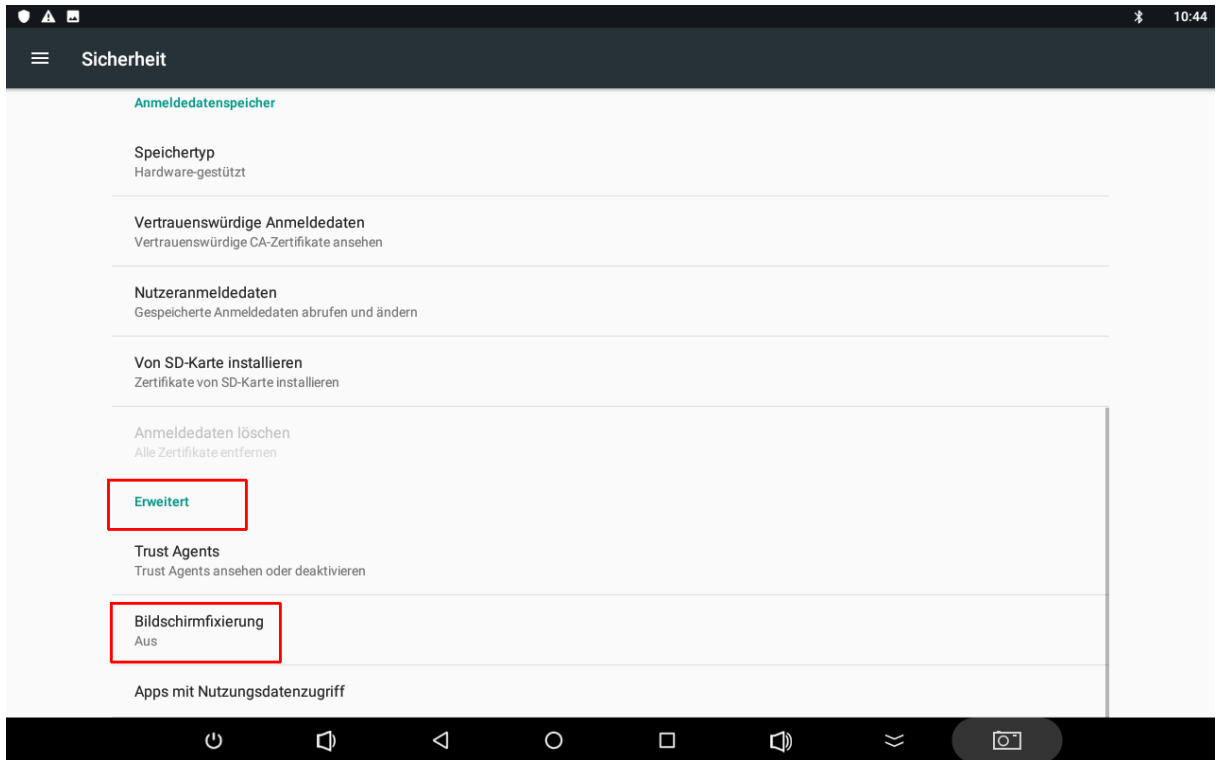 10:44
Sicherheit
Anmeldedatenspeicher
Speichertyp
Hardware-gestützt
Vertrauenswürdige Anmeldedaten
Vertrauenswürdige CA-Zertifikate ansehen
Nutzeranmeldedaten
Gespeicherte Anmeldedaten abrufen und ändern
Von SD-Karte installieren
Zertifikate von SD-Karte installieren
Anmeldedaten löschen
Alle Zertifikate entfernen
Erweitert
Trust Agents
Trust Agents ansehen oder deaktivieren
Bildschirmfixierung
Aus
Apps mit Nutzungsdatenzugriff